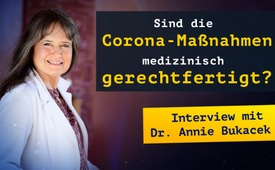 Sind die
Corona-Maßnahmen
medizinisch
gerechtfertigt?
Interview mit
Dr. Annie Bukacek